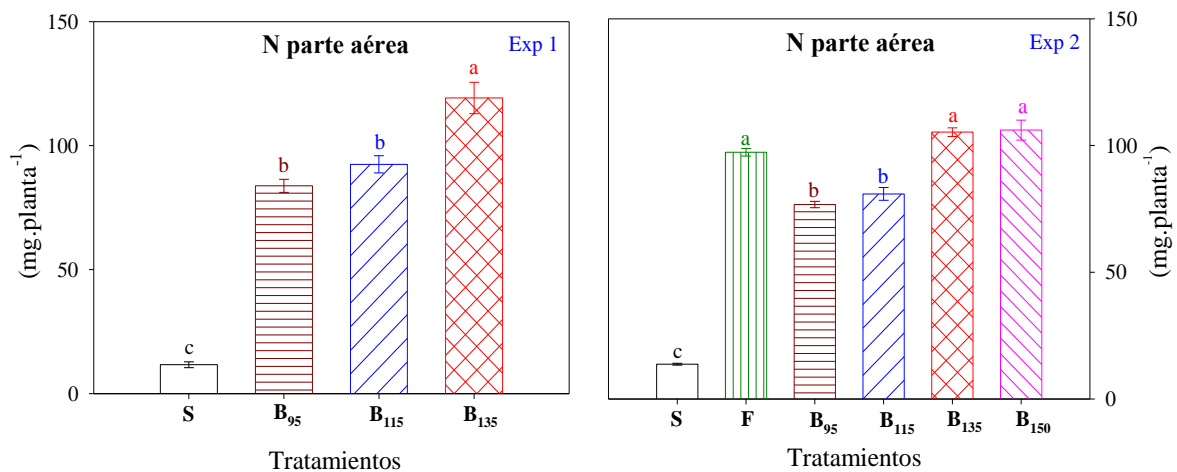 N parte aérea
Exp 1
150
100
50
0
(mg.planta⁻¹)
c
b
b
a
S
B₉₅
B₁₁₅
B₁₃₅
Tratamientos
N parte aérea
Exp 2
c
a
b
b
a
a
150
100
50
0
(mg.planta⁻¹)
S
F
B₉₅
B₁₁₅
B₁₃₅
B₁₅₀
Tratamientos